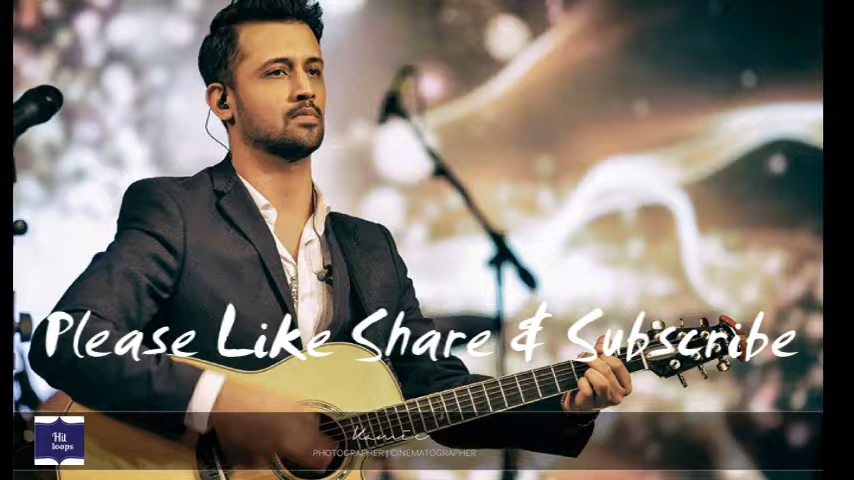 Please Like Share & Subscribe
Hit
loops
PHOTOGRAPHER | CINEMATOGRAPHER